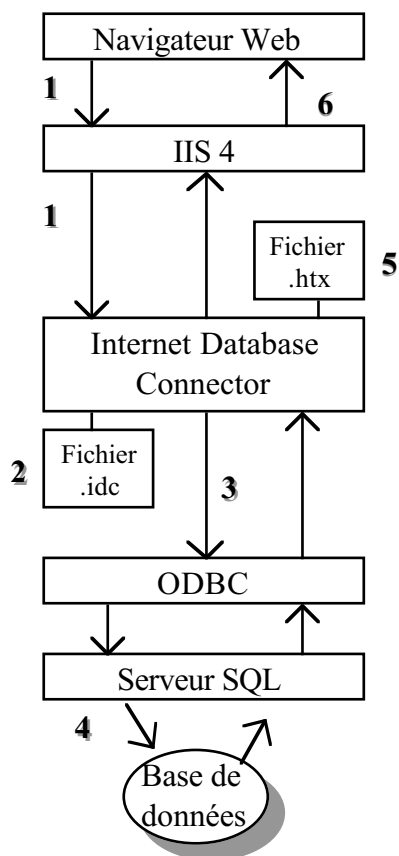 Navigateur Web
1
6
IIS 4
1
Fichier
.htx
5
Internet Database
Connector
2
Fichier
.idc
3
ODBC
Serveur SQL
4
Base de
données